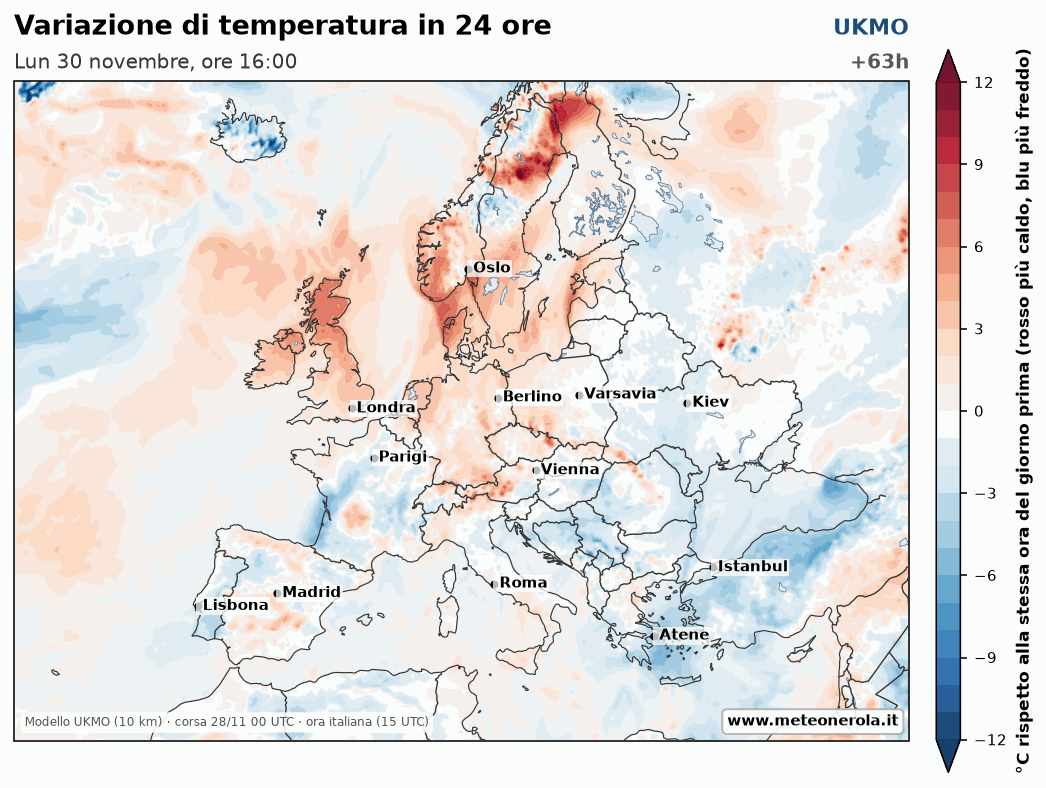 Variazione di temperatura in 24 ore
UKMO
Lun 30 novembre, ore 16:00
+63h
Oslo
Londra
Berlino
Varsavia
Kiev
Parigi
Vienna
Istanbul
Madrid
Roma
Lisbona
Atene
Modello UKMO (10 km) · corsa 28/11 00 UTC · ora italiana (15 UTC)
www.meteonerola.it
12
9
6
3
0
−3
−6
−9
−12
°C rispetto alla stessa ora del giorno prima (rosso più caldo, blu più freddo)